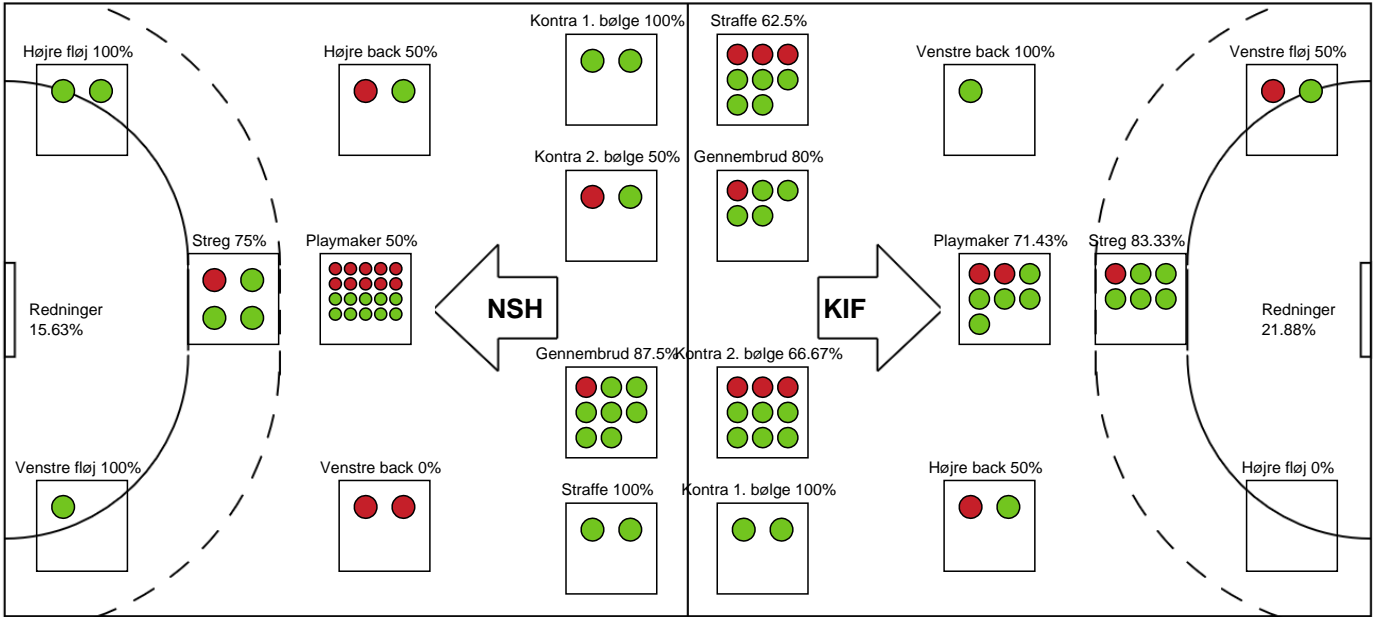 Kontra 1. bølge 100%
Straffe 62.5%
Højre fløj 100%
Højre back 50%
Venstre back 100%
Venstre fløj 50%
Kontra 2. bølge 50%
Gennembrud 80%
Streg 75%
Playmaker 50%
Playmaker 71.43%
Streg 83.33%
NSH
KIF
Redninger
15.63%
Redninger
21.88%
Gennembrud 87.5%
Kontra 2. bølge 66.67%
Venstre fløj 100%
Venstre back 0%
Højre back 50%
Højre fløj 0%
Straffe 100%
Kontra 1. bølge 100%